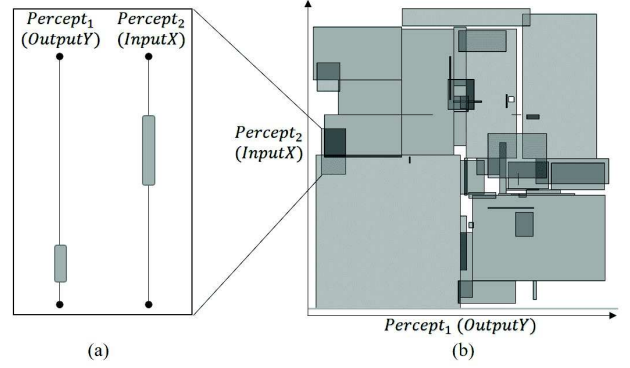 Percept₁ Percept₂
(OutputY) (InputX)
Percept₂
(InputX)
Percept₁ (OutputY)
(a)
(b)